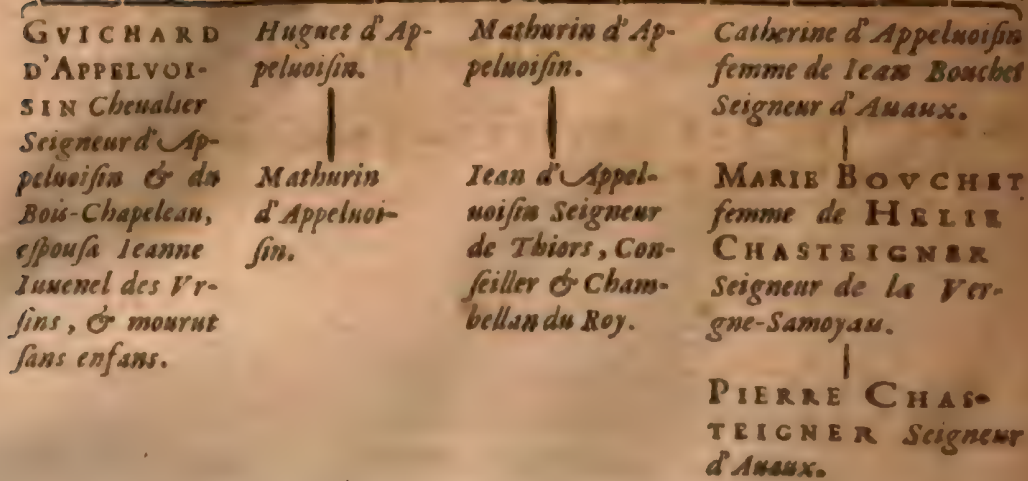 GVICHARD
D'APPELVOI-
SIN Cheualier
Seigneur d'Ap-
peluoisin & du
Bois-Chapeleau,
espousa Ieanne
Iuuenel des Vr-
sins, & mourut
sans enfans.
Huguet d'Ap-
peluoisin.
Mathurin
d'Appeluoi-
sin.
Mathurin d'Ap-
peluoisin.
Iean d'Appel-
uoisin Seigneur
de Thiors, Con-
seiller & Cham-
bellan du Roy.
Catherine d'Appeluoisin
femme de Iean Bouchet
Seigneur d'Auaux.
MARIE BOVCHET
femme de HELIE
CHASTEIGNER
Seigneur de la Ver-
gne-Samoyau.
PIERRE CHAS-
TEIGNER Seigneur
d'Auaux.